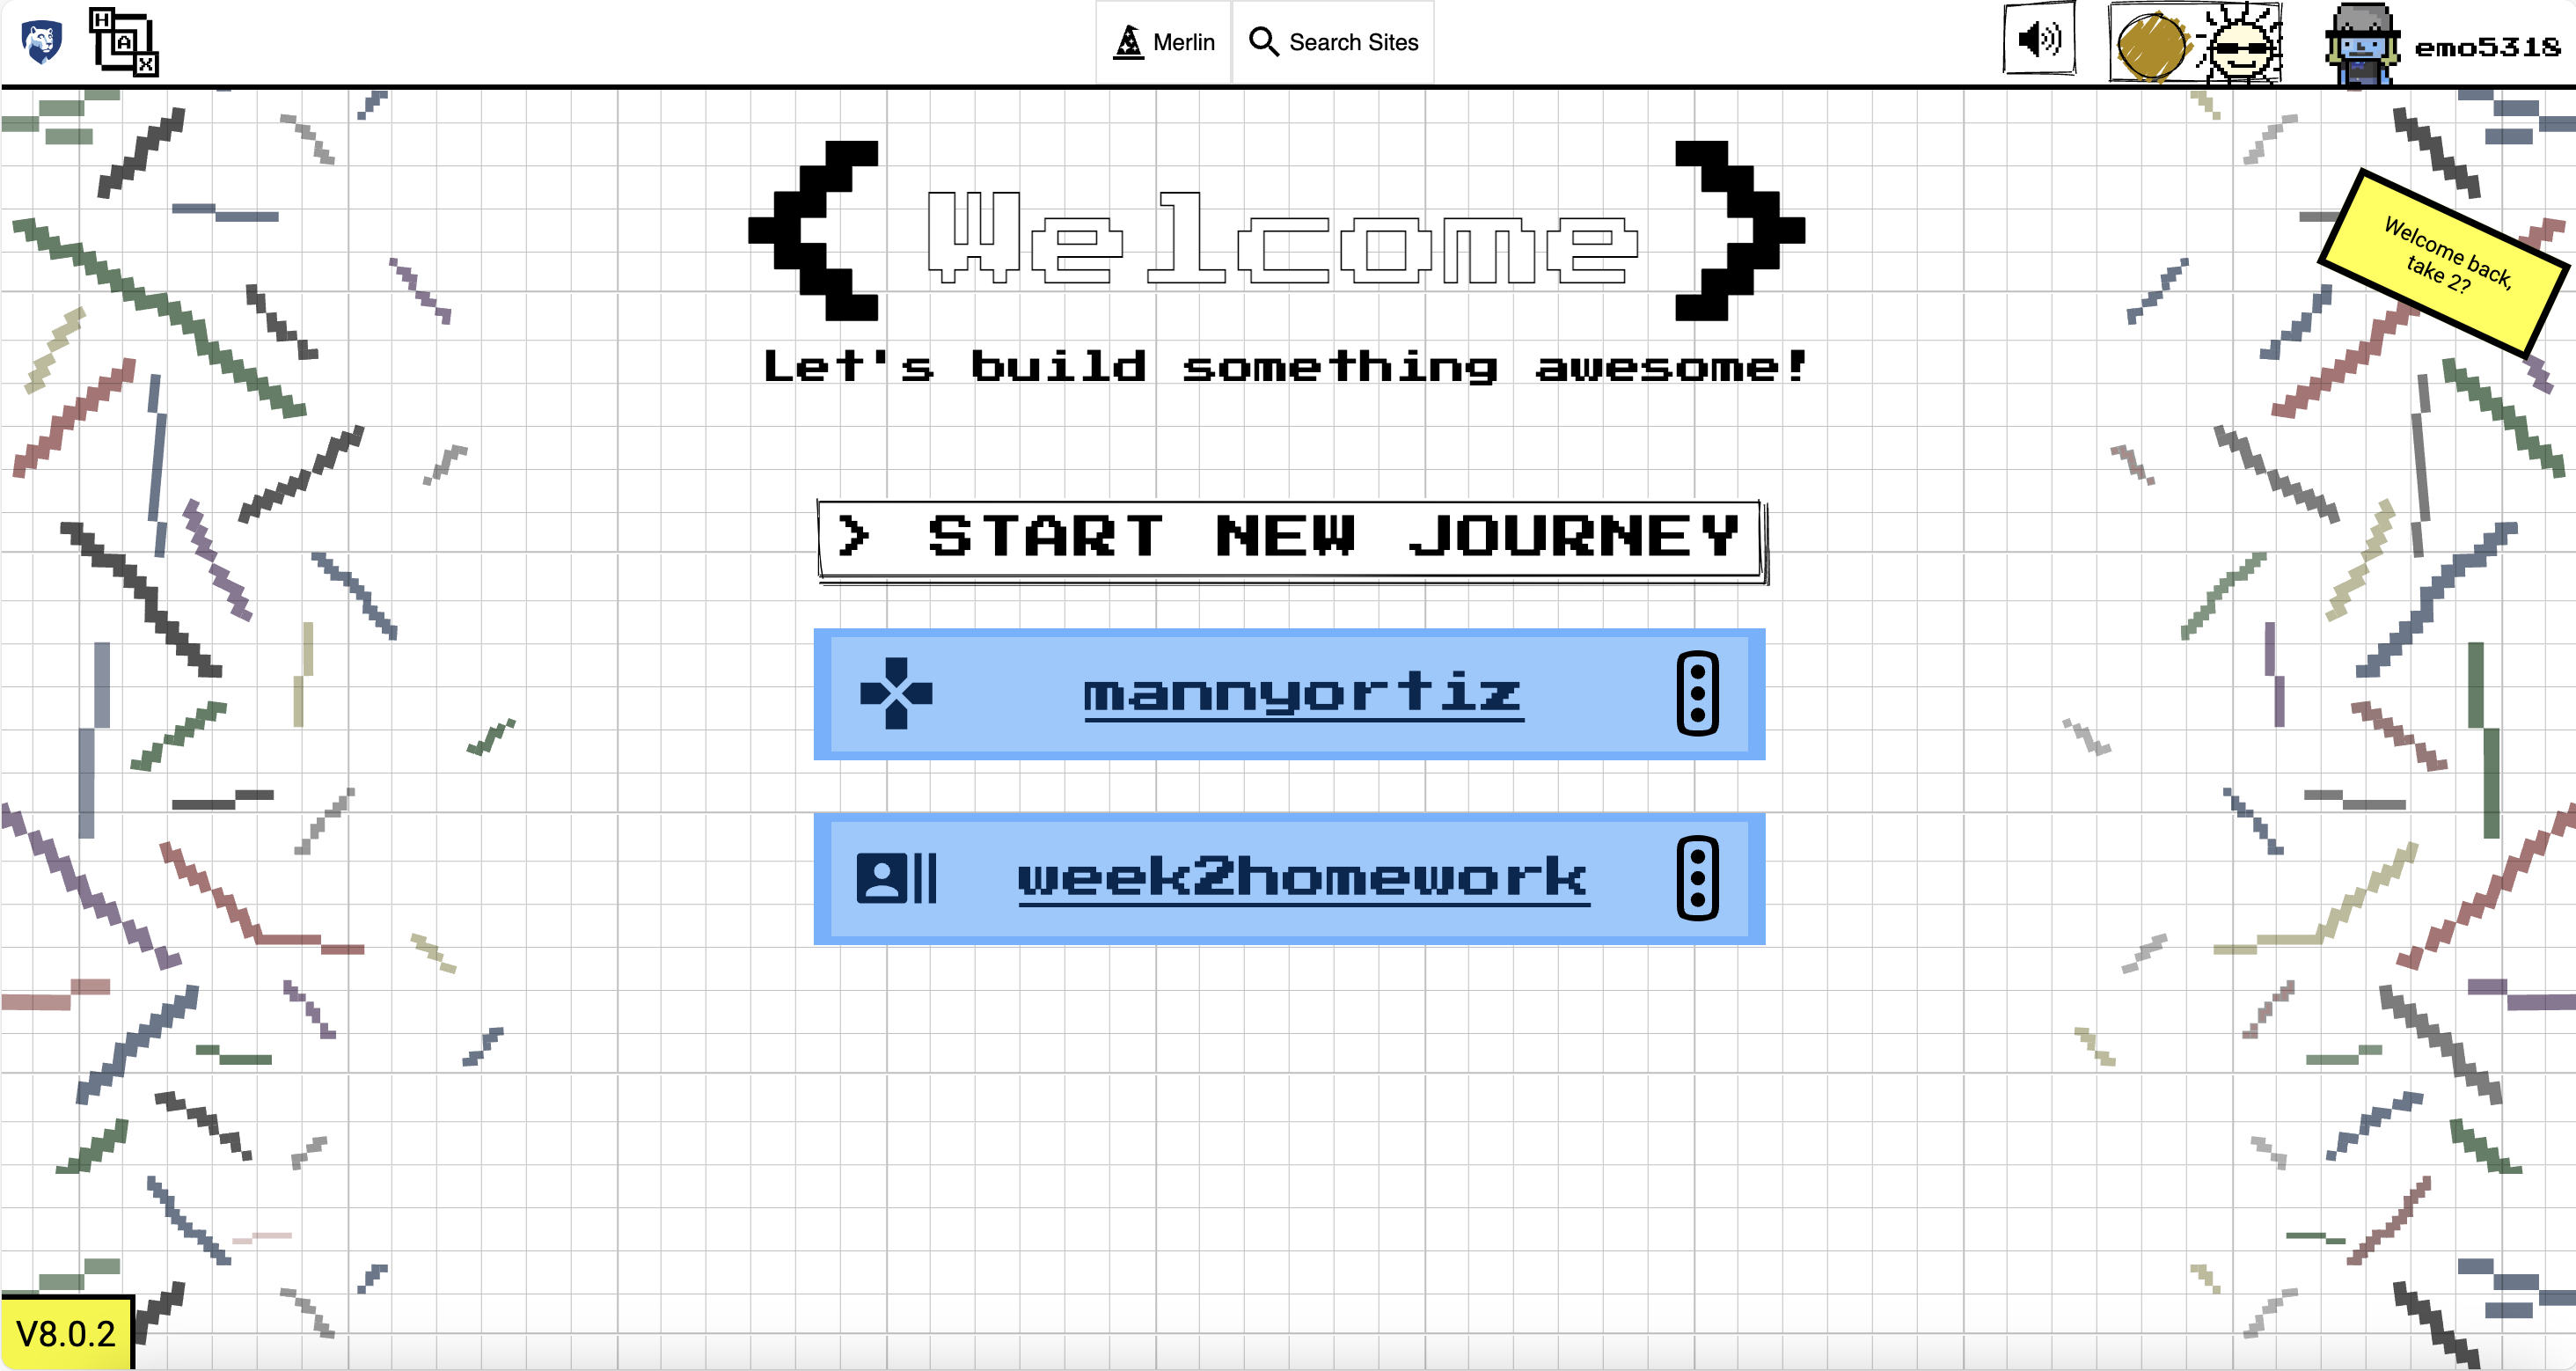 H
A
X
Merlin
Search Sites
emo5318
Welcome
Welcome back,
take 2?
Let's build something awesome!
> START NEW JOURNEY
mannyortiz
week2homework
V8.0.2